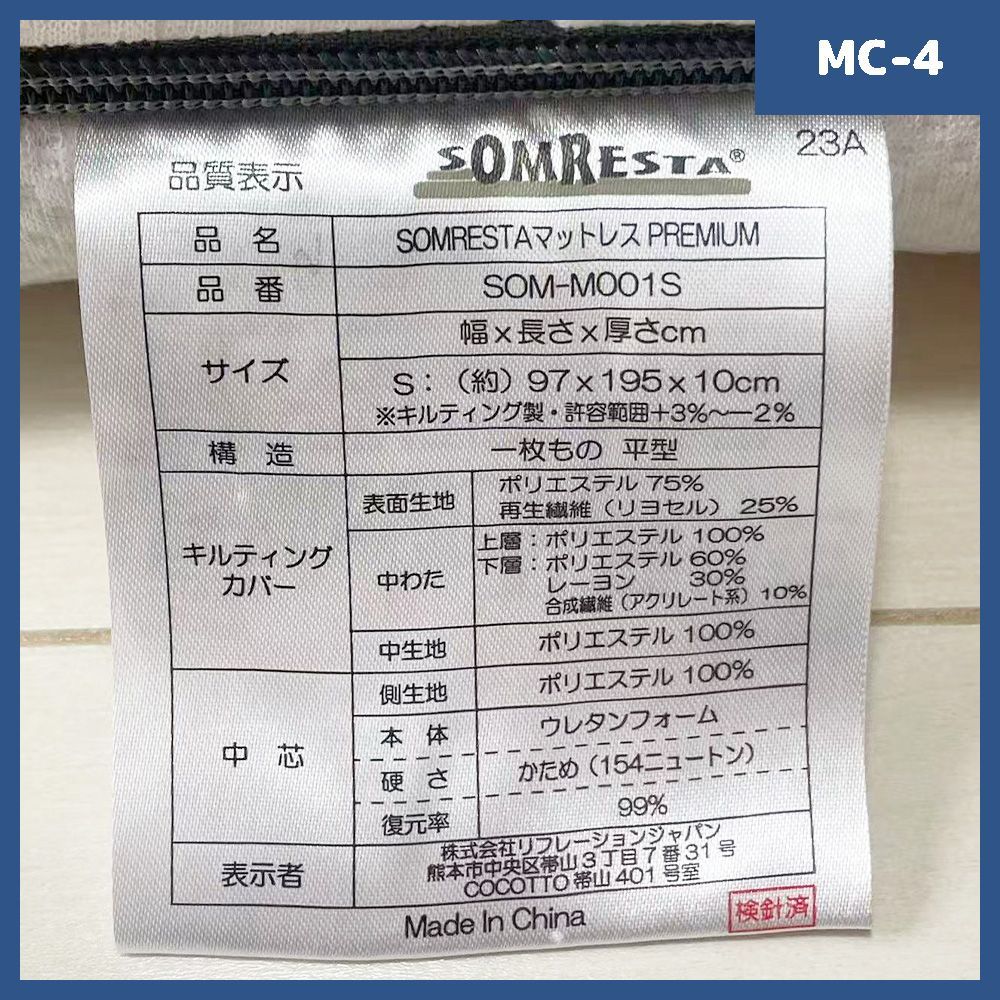 MC-4
品質表示 SOMRESTA® 23A
品名 SOMRESTAマットレス PREMIUM
品番 SOM-M001S
サイズ 幅×長さ×厚さcm
S：（約）97×195×10cm
※キルティング製・許容範囲＋3％～－2％
構造 一枚もの 平型
キルティングカバー
表面生地 ポリエステル 75％
再生繊維（リヨセル） 25％
中わた 上層：ポリエステル 100％
下層：ポリエステル 60％
レーヨン 30％
合成繊維（アクリレート系）10％
中生地 ポリエステル 100％
中芯
側生地 ポリエステル 100％
本体 ウレタンフォーム
硬さ かため（154ニュートン）
復元率 99％
表示者 株式会社リフレーションジャパン
熊本市中央区帯山3丁目7番31号
COCOTTO帯山401号室
Made In China
検針済